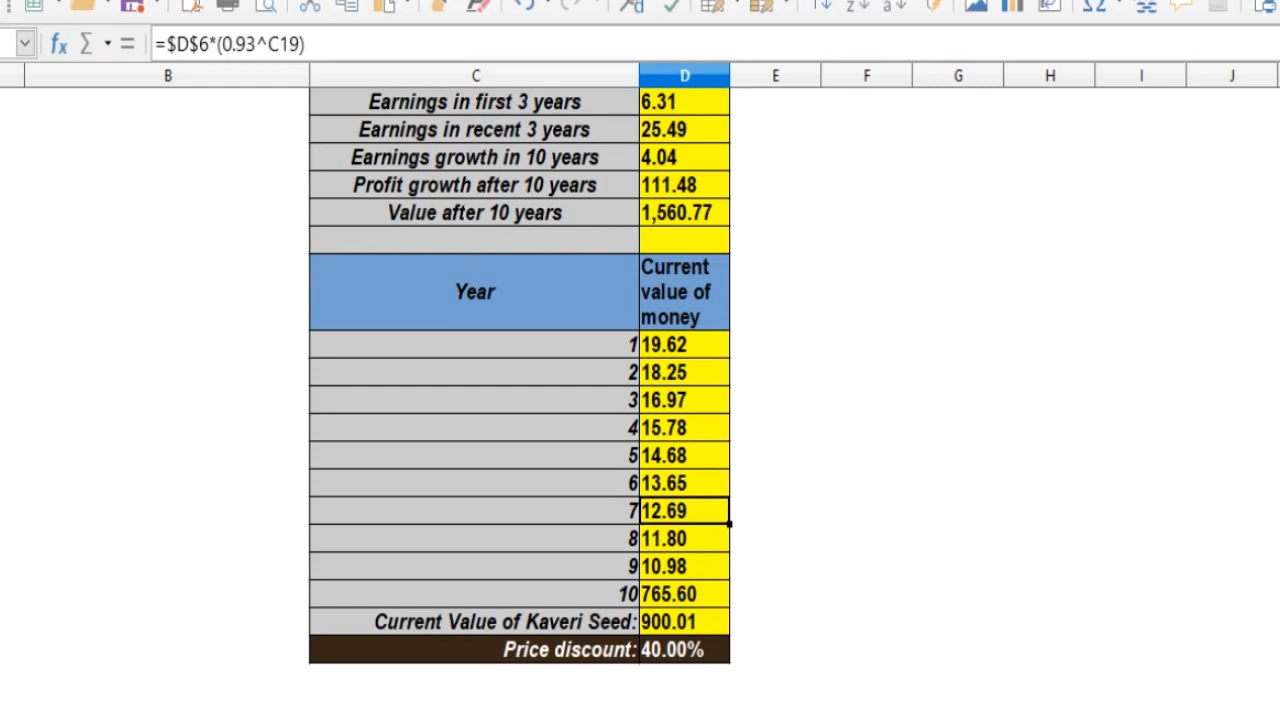 =$D$6*(0.93^C19)
B C D E F G H I J
Earnings in first 3 years 6.31
Earnings in recent 3 years 25.49
Earnings growth in 10 years 4.04
Profit growth after 10 years 111.48
Value after 10 years 1,560.77
Year
Current
value of
money
1 19.62
2 18.25
3 16.97
4 15.78
5 14.68
6 13.65
7 12.69
8 11.80
9 10.98
10 765.60
Current Value of Kaveri Seed: 900.01
Price discount: 40.00%